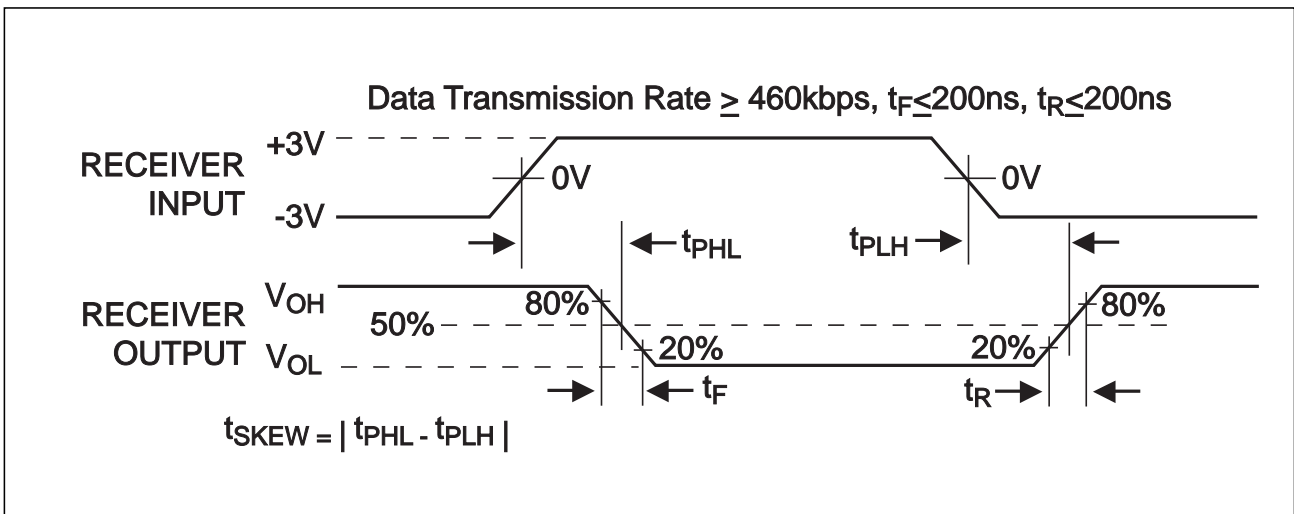 Data Transmission Rate ≥ 460kbps, tF≤200ns, tR≤200ns
+3V
RECEIVER
INPUT
0V
0V
-3V
tPHL
tPLH
VOH
RECEIVER
OUTPUT
80%
80%
50%
20%
20%
VOL
tF
tR
tSKEW = | tPHL - tPLH |